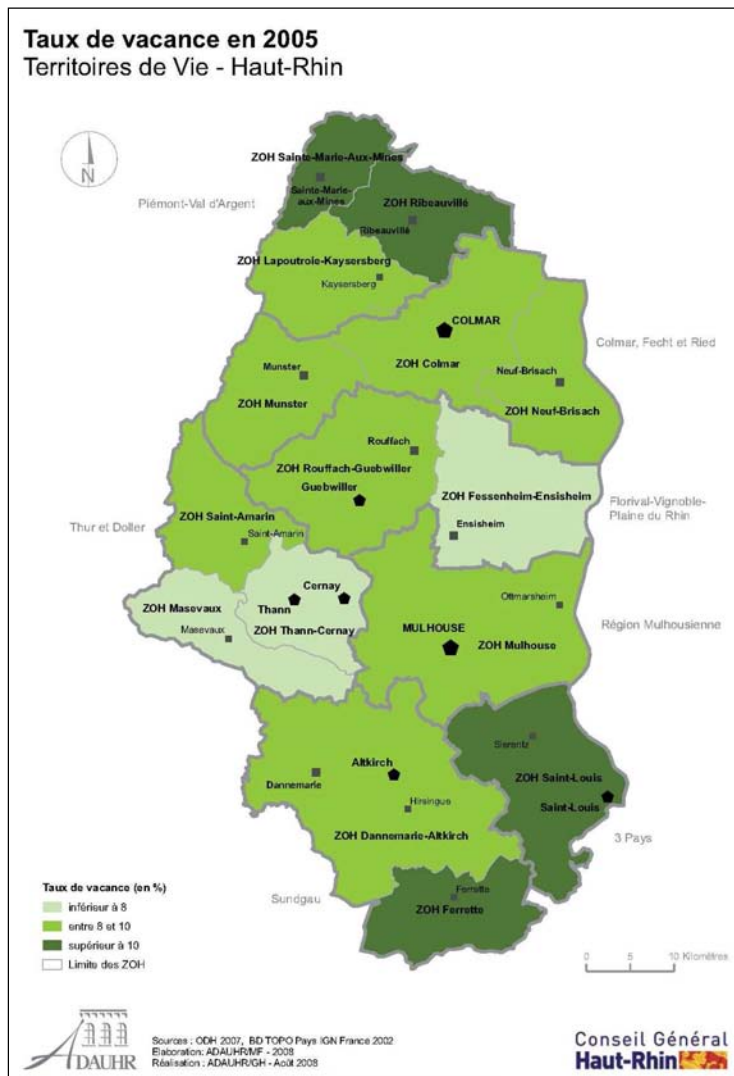 Taux de vacance en 2005
Territoires de Vie - Haut-Rhin
N
ZOH Sainte-Marie-Aux-Mines
Sainte-Marie-
aux-Mines
Piémont-Val d'Argent
ZOH Ribeauvillé
Ribeauvillé
ZOH Lapoutroie-Kaysersberg
Kaysersberg
COLMAR
Colmar, Fecht et Ried
ZOH Colmar
Munster
Neuf-Brisach
ZOH Munster
ZOH Neuf-Brisach
Rouffach
ZOH Rouffach-Guebwiller
Guebwiller
ZOH Fessenheim-Ensisheim
Florival-Vignoble-
Plaine du Rhin
Thur et Doller
ZOH Saint-Amarin
Saint-Amarin
Ensisheim
Cernay
Thann
ZOH Masevaux
ZOH Thann-Cernay
Masevaux
Ottmarsheim
MULHOUSE
ZOH Mulhouse
Région Mulhousienne
Sierentz
Altkirch
Dannemarie
ZOH Saint-Louis
Saint-Louis
Hirsingue
ZOH Dannemarie-Altkirch
3 Pays
Sundgau
Ferrette
ZOH Ferrette
Taux de vacance (en %)
inférieur à 8
entre 8 et 10
supérieur à 10
Limite des ZOH
0 5 10 Kilomètres
ADAUHR
Sources : ODH 2007, BD TOPO Pays IGN France 2002
Elaboration: ADAUHR/MF - 2008
Réalisation : ADAUHR/GH - Août 2008
Conseil Général
Haut-Rhin